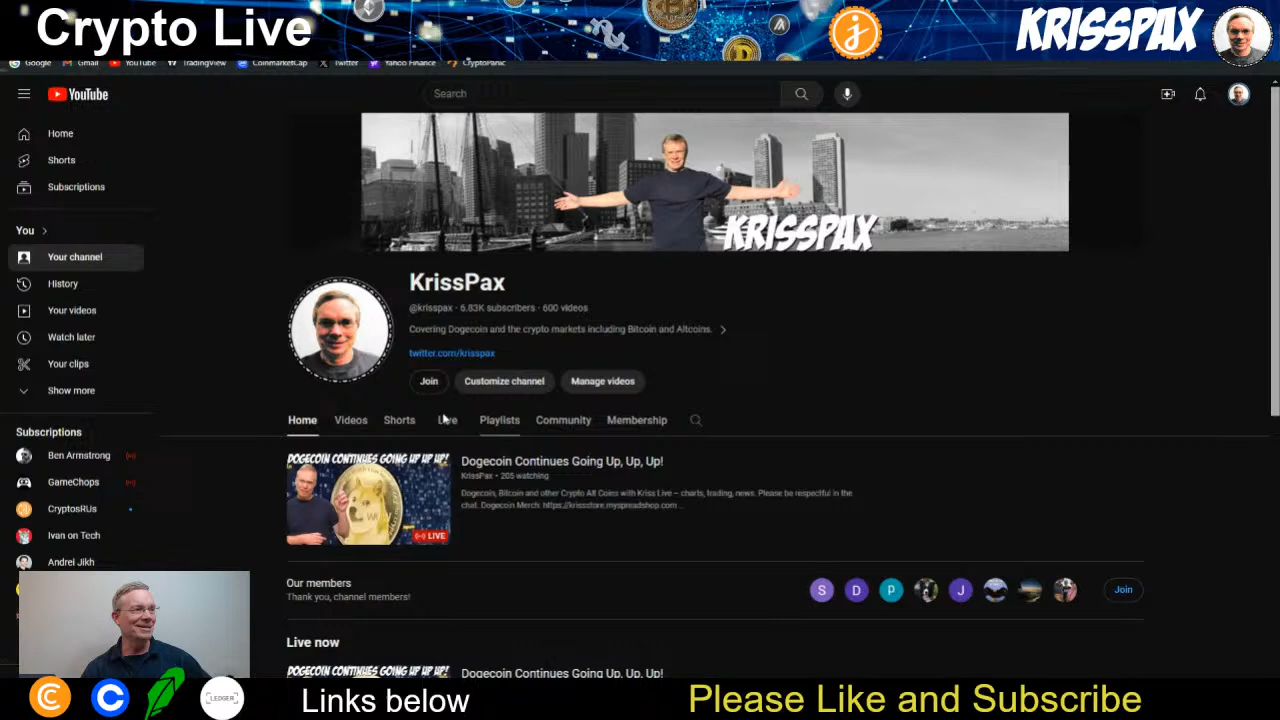 Crypto Live
KRISSPAX
Google
Gmail
YouTube
TradingView
CoinmarketCap
Twitter
Yahoo Finance
CryptoPanic
YouTube
Search
Home
Shorts
Subscriptions
You
Your channel
History
Your videos
Watch later
Your clips
Show more
Subscriptions
Ben Armstrong
GameChops
CryptosRUs
Ivan on Tech
Andrei Jikh
KRISSPAX
KrissPax
@krisspax · 6.83K subscribers · 600 videos
Covering Dogecoin and the crypto markets including Bitcoin and Altcoins.
twitter.com/krisspax
Join
Customize channel
Manage videos
Home
Videos
Shorts
Live
Playlists
Community
Membership
DOGECOIN CONTINUES GOING UP UP UP!
LIVE
Dogecoin Continues Going Up, Up, Up!
KrissPax • 205 watching
Dogecoin, Bitcoin and other Crypto Alt Coins with Kriss Live – charts, trading, news. Please be respectful in the
chat. Dogecoin Merch: https://krissstore.myspreadshop.com ...
Our members
Thank you, channel members!
S
D
P
J
Join
Live now
DOGECOIN CONTINUES GOING UP UP UP!
Dogecoin Continues Going Up, Up, Up!
LEDGER
Links below
Please Like and Subscribe